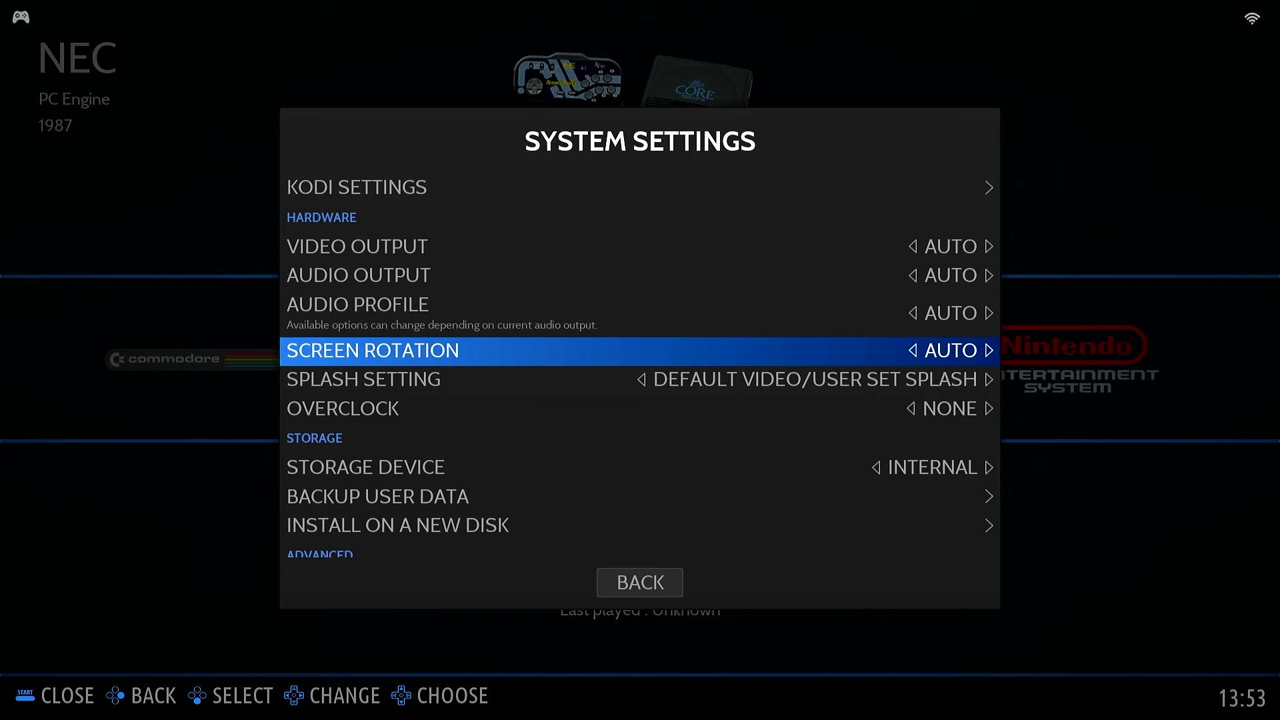 NEC
PC Engine
1987
CORE
SYSTEM SETTINGS
KODI SETTINGS
HARDWARE
VIDEO OUTPUT AUTO
AUDIO OUTPUT AUTO
AUDIO PROFILE AUTO
Available options can change depending on current audio output.
SCREEN ROTATION AUTO
SPLASH SETTING DEFAULT VIDEO/USER SET SPLASH
OVERCLOCK NONE
STORAGE
STORAGE DEVICE INTERNAL
BACKUP USER DATA
INSTALL ON A NEW DISK
ADVANCED
BACK
commodore
Nintendo
NTERTAINMENT
SYSTEM
Last played : Unknown
START CLOSE BACK SELECT CHANGE CHOOSE
13:53